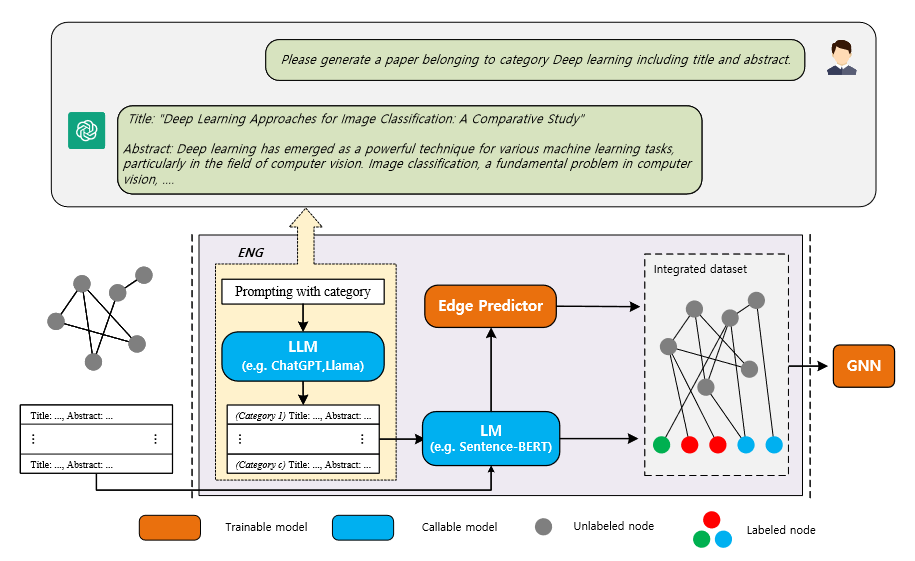 Please generate a paper belonging to category Deep learning including title and abstract.
Title: "Deep Learning Approaches for Image Classification: A Comparative Study"
Abstract: Deep learning has emerged as a powerful technique for various machine learning tasks,
particularly in the field of computer vision. Image classification, a fundamental problem in computer
vision, ....
ENG
Prompting with category
LLM
(e.g. ChatGPT,Llama)
(Category 1) Title: ..., Abstract: ...
⋮ ⋮
(Category c) Title: ..., Abstract: ...
Title: ..., Abstract: ...
⋮ ⋮
Title: ..., Abstract: ...
Edge Predictor
LM
(e.g. Sentence-BERT)
Integrated dataset
GNN
Trainable model
Callable model
Unlabeled node
Labeled node